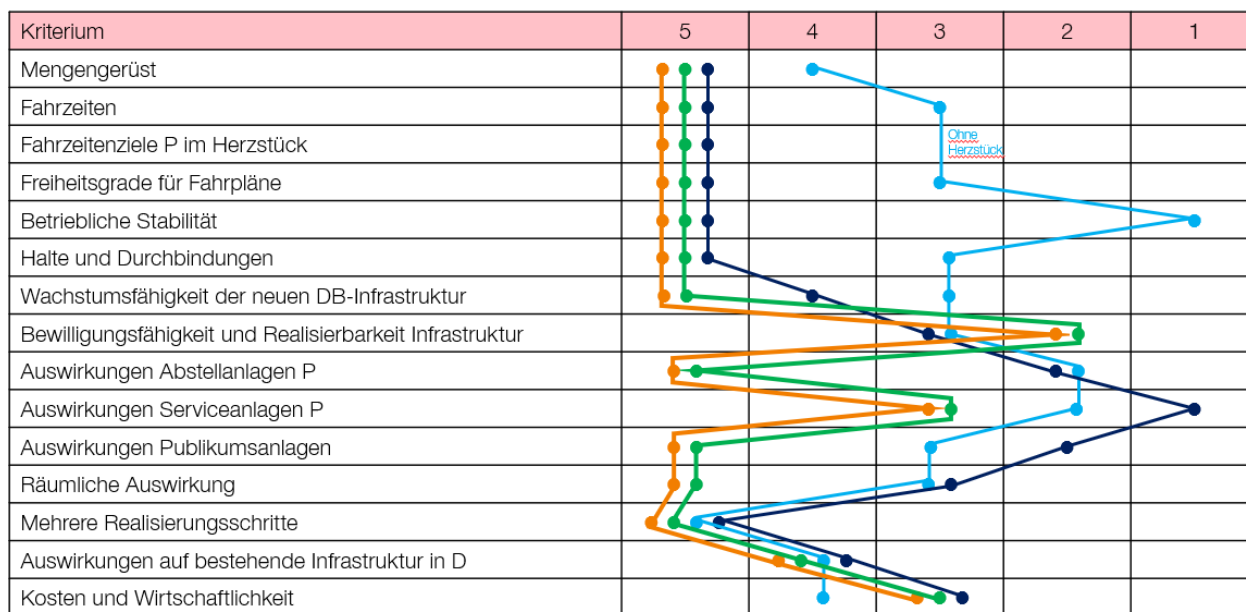 Kriterium 5 4 3 2 1
Mengengerüst
Fahrzeiten
Fahrzeitenziele P im Herzstück
Ohne
Herzstück
Freiheitsgrade für Fahrpläne
Betriebliche Stabilität
Halte und Durchbindungen
Wachstumsfähigkeit der neuen DB-Infrastruktur
Bewilligungsfähigkeit und Realisierbarkeit Infrastruktur
Auswirkungen Abstellanlagen P
Auswirkungen Serviceanlagen P
Auswirkungen Publikumsanlagen
Räumliche Auswirkung
Mehrere Realisierungsschritte
Auswirkungen auf bestehende Infrastruktur in D
Kosten und Wirtschaftlichkeit